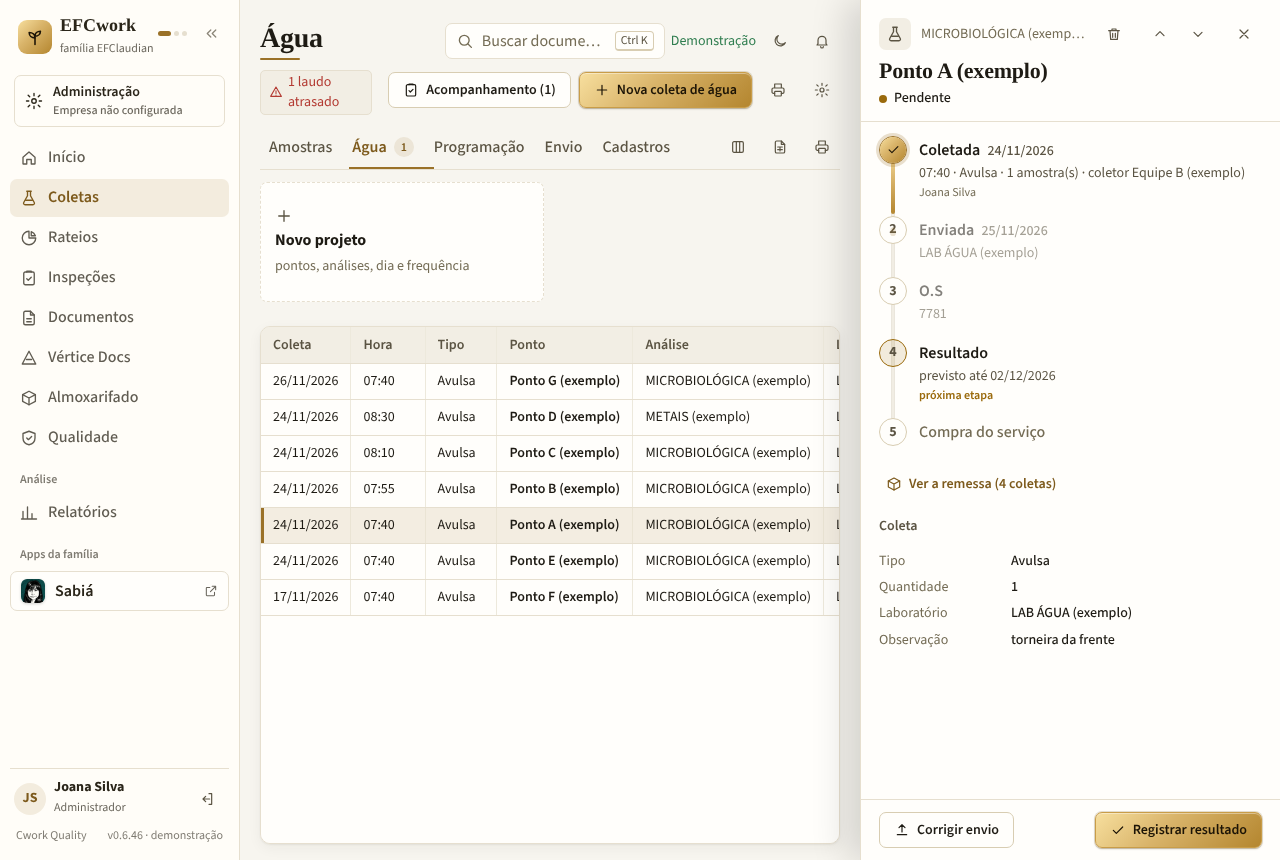 EFCwork
família EFClaudian
Administração
Empresa não configurada
Início
Coletas
Rateios
Inspeções
Documentos
Vértice Docs
Almoxarifado
Qualidade
Análise
Relatórios
Apps da família
Sabiá
JS
Joana Silva
Administrador
Cwork Quality v0.6.46 · demonstração
Água
Buscar docume… Ctrl K
Demonstração
1 laudo
atrasado
Acompanhamento (1)
Nova coleta de água
Amostras Água 1 Programação Envio Cadastros
Novo projeto
pontos, análises, dia e frequência
Coleta Hora Tipo Ponto Análise
26/11/2026 07:40 Avulsa Ponto G (exemplo) MICROBIOLÓGICA (exemplo)
24/11/2026 08:30 Avulsa Ponto D (exemplo) METAIS (exemplo)
24/11/2026 08:10 Avulsa Ponto C (exemplo) MICROBIOLÓGICA (exemplo)
24/11/2026 07:55 Avulsa Ponto B (exemplo) MICROBIOLÓGICA (exemplo)
24/11/2026 07:40 Avulsa Ponto A (exemplo) MICROBIOLÓGICA (exemplo)
24/11/2026 07:40 Avulsa Ponto E (exemplo) MICROBIOLÓGICA (exemplo)
17/11/2026 07:40 Avulsa Ponto F (exemplo) MICROBIOLÓGICA (exemplo)
MICROBIOLÓGICA (exemp…
Ponto A (exemplo)
Pendente
Coletada 24/11/2026
07:40 · Avulsa · 1 amostra(s) · coletor Equipe B (exemplo)
Joana Silva
2 Enviada 25/11/2026
LAB ÁGUA (exemplo)
3 O.S
7781
4 Resultado
previsto até 02/12/2026
próxima etapa
5 Compra do serviço
Ver a remessa (4 coletas)
Coleta
Tipo Avulsa
Quantidade 1
Laboratório LAB ÁGUA (exemplo)
Observação torneira da frente
Corrigir envio
Registrar resultado